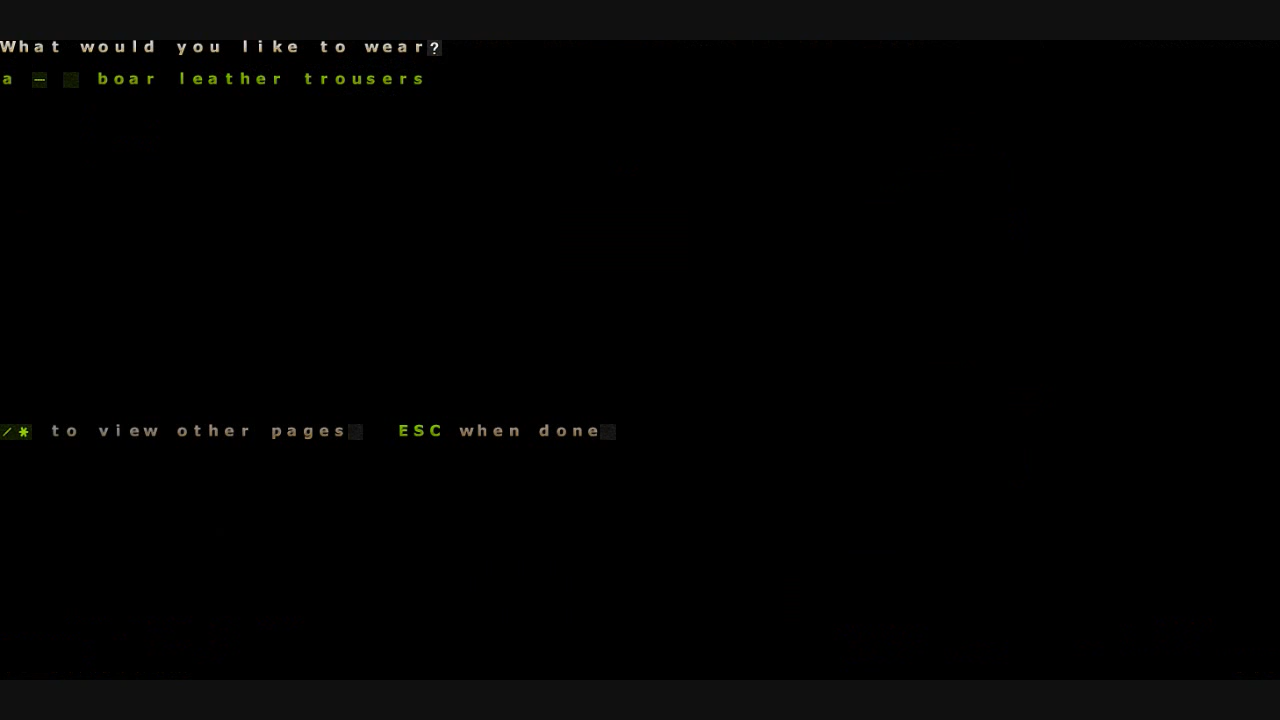 What would you like to wear?
a - boar leather trousers
/* to view other pages ESC when done